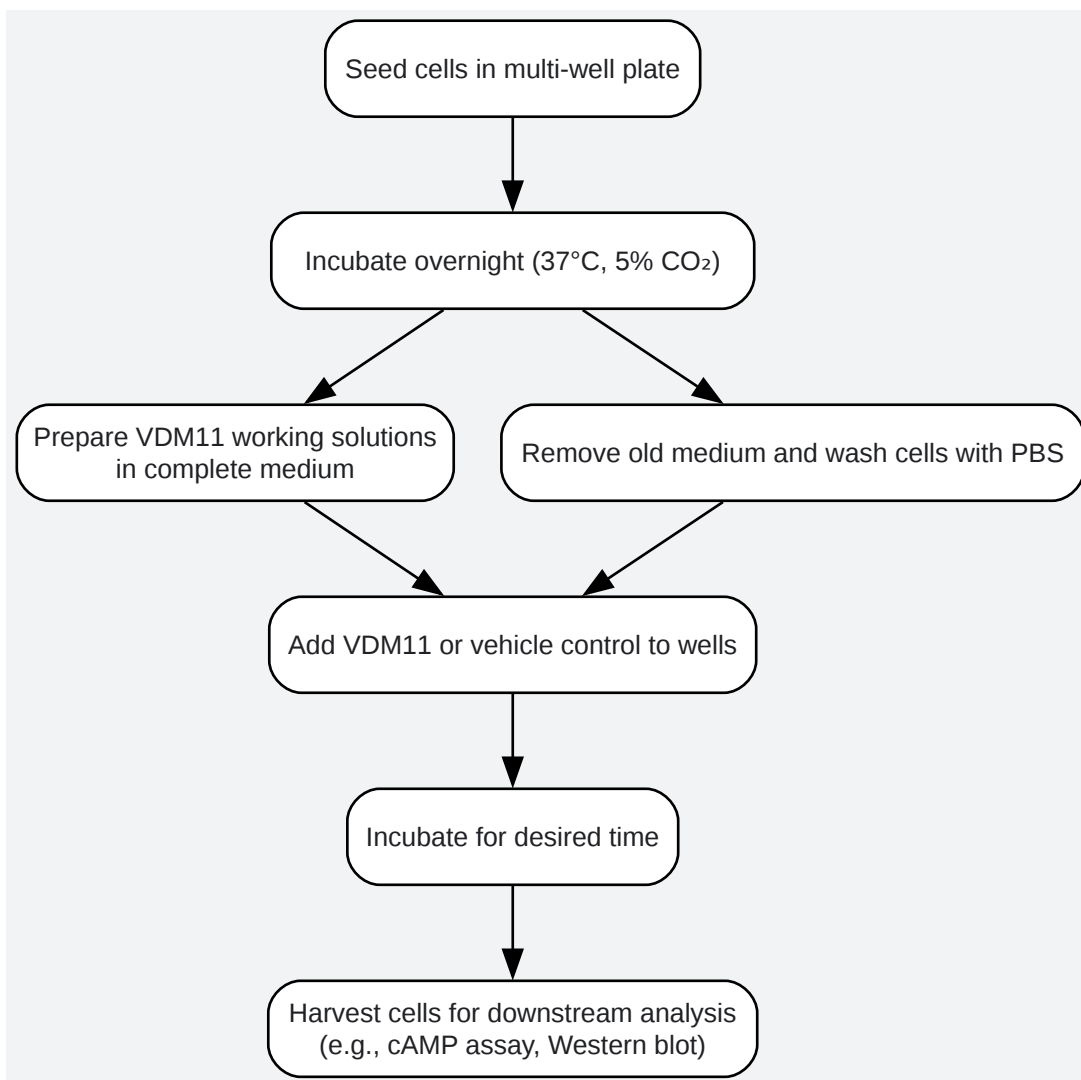 Seed cells in multi-well plate
Incubate overnight (37°C, 5% CO₂)
Prepare VDM11 working solutions
in complete medium
Remove old medium and wash cells with PBS
Add VDM11 or vehicle control to wells
Incubate for desired time
Harvest cells for downstream analysis
(e.g., cAMP assay, Western blot)